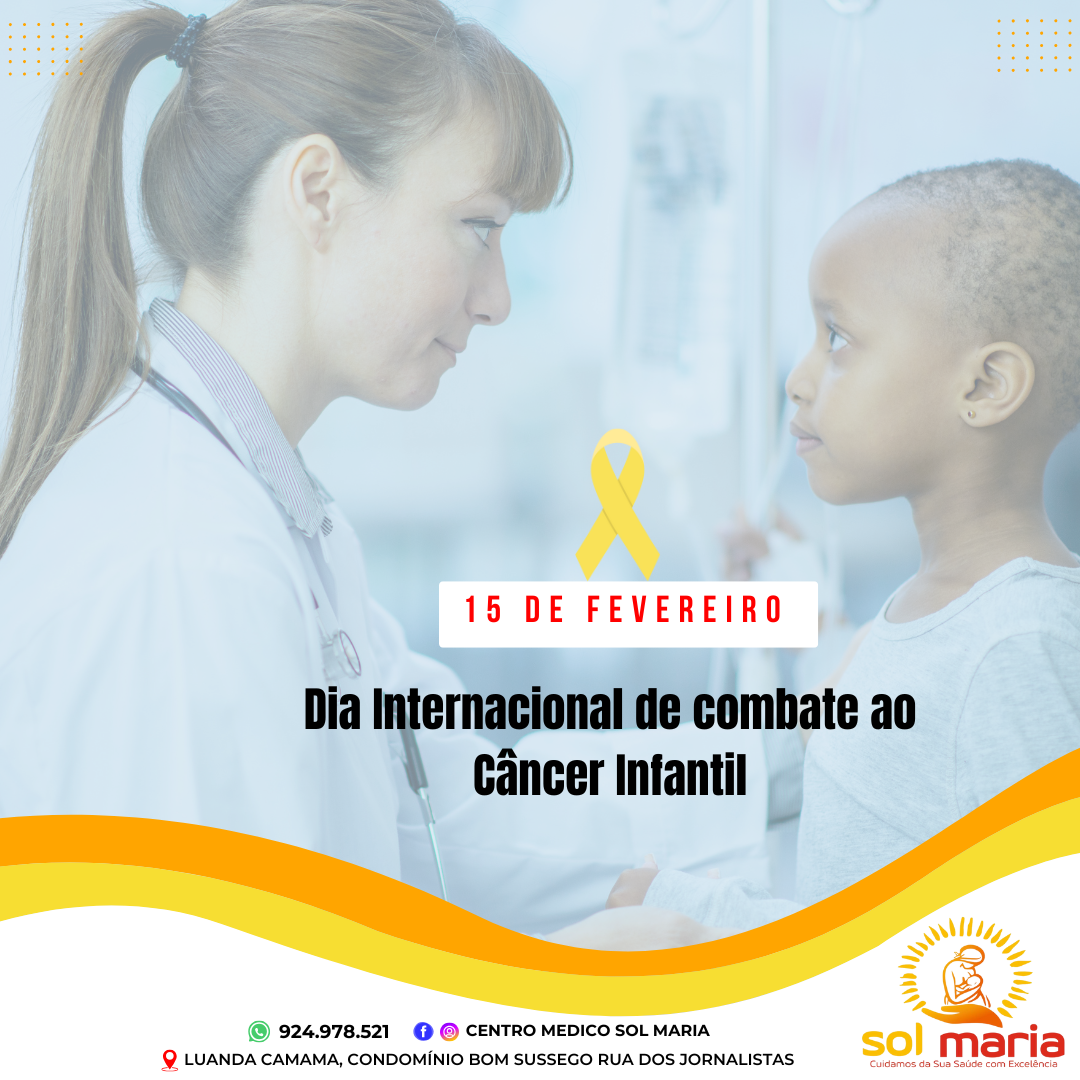 15 DE FEVEREIRO
Dia Internacional de combate ao
Câncer Infantil
924.978.521 CENTRO MEDICO SOL MARIA
LUANDA CAMAMA, CONDOMÍNIO BOM SUSSEGO RUA DOS JORNALISTAS
sol maria
Cuidamos da Sua Saúde com Excelência